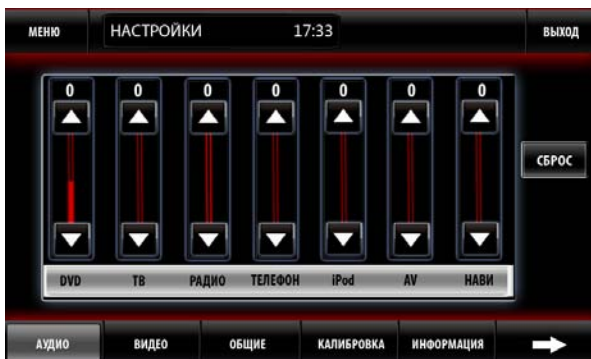 МЕНЮ НАСТРОЙКИ 17:33 ВЫХОД
0 0 0 0 0 0 0
СБРОС
DVD ТВ РАДИО ТЕЛЕФОН iPod AV НАВИ
АУДИО ВИДЕО ОБЩИЕ КАЛИБРОВКА ИНФОРМАЦИЯ